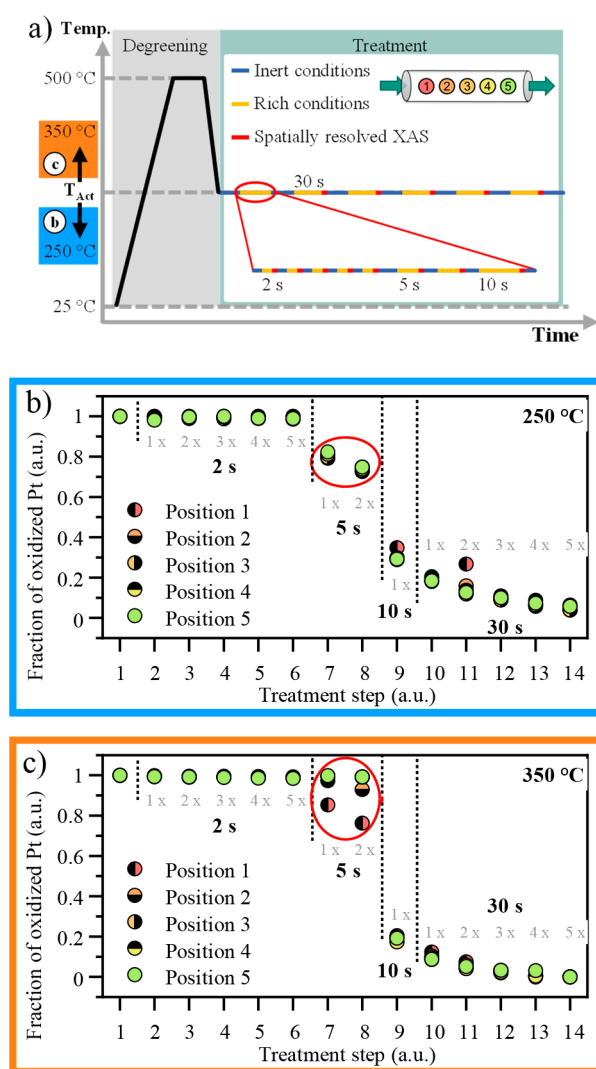 a)
Temp.
Degreening
Treatment
500 °C
Inert conditions
1 2 3 4 5
Rich conditions
350 °C
Spatially resolved XAS
c
30 s
T Act
b
250 °C
2 s 5 s 10 s
25 °C
Time
b)
250 °C
Fraction of oxidized Pt (a.u.)
1
0.8
0.6
0.4
0.2
0
1 x 2 x 3 x 4 x 5 x
2 s
1 x 2 x
5 s
1 x
10 s
1 x 2 x 3 x 4 x 5 x
30 s
Position 1
Position 2
Position 3
Position 4
Position 5
1 2 3 4 5 6 7 8 9 10 11 12 13 14
Treatment step (a.u.)
c)
350 °C
Fraction of oxidized Pt (a.u.)
1
0.8
0.6
0.4
0.2
0
1 x 2 x 3 x 4 x 5 x
2 s
1 x 2 x
5 s
1 x
10 s
30 s
1 x 2 x 3 x 4 x 5 x
Position 1
Position 2
Position 3
Position 4
Position 5
1 2 3 4 5 6 7 8 9 10 11 12 13 14
Treatment step (a.u.)